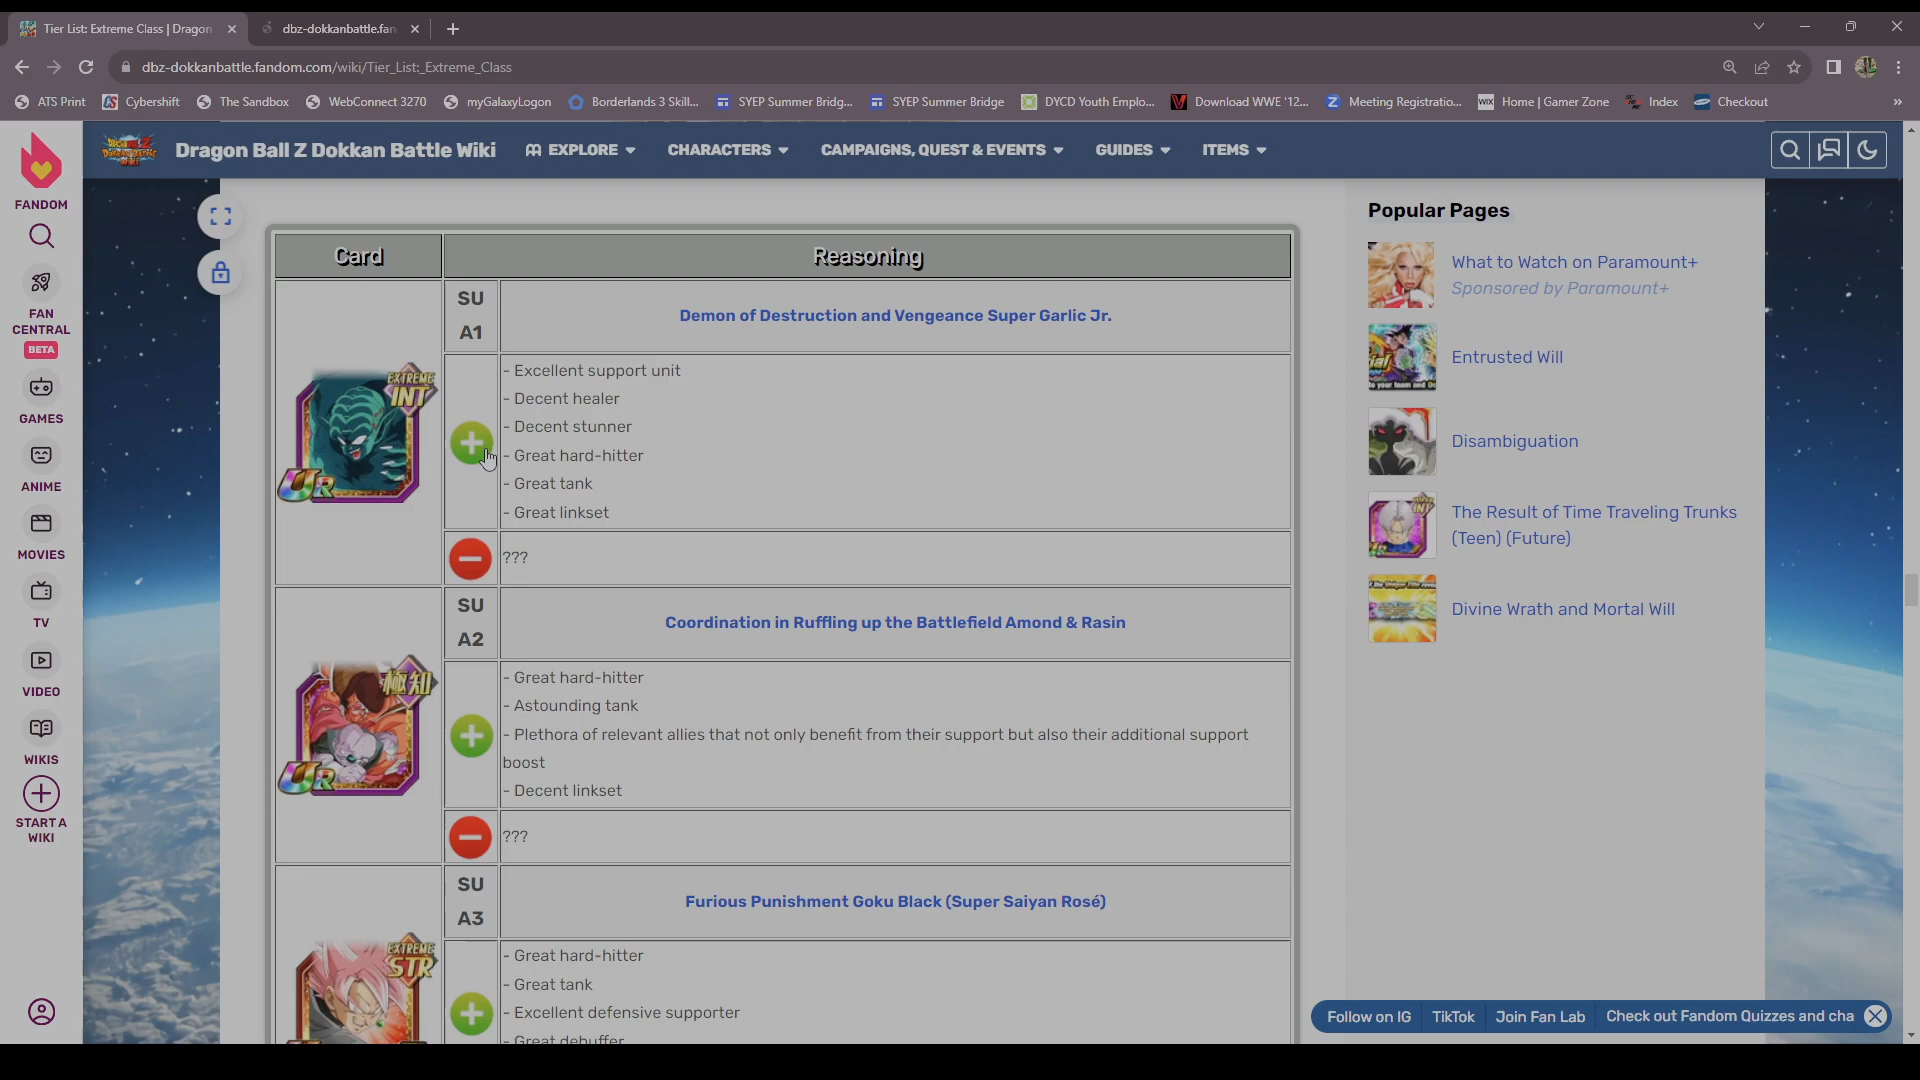 Tier List: Extreme Class | Dragon
dbz-dokkanbattle.fan
dbz-dokkanbattle.fandom.com/wiki/Tier_List:_Extreme_Class
ATS Print
Cybershift
The Sandbox
WebConnect 3270
myGalaxyLogon
Borderlands 3 Skill...
SYEP Summer Bridg...
SYEP Summer Bridge
DYCD Youth Emplo...
Download WWE '12...
Meeting Registratio...
WIX
Home | Gamer Zone
Index
Checkout
Dragon Ball Z Dokkan Battle Wiki
EXPLORE
CHARACTERS
CAMPAIGNS, QUEST & EVENTS
GUIDES
ITEMS
FANDOM
FAN
CENTRAL
BETA
GAMES
ANIME
MOVIES
TV
VIDEO
WIKIS
START A
WIKI
Card
Reasoning
SU
A1
Demon of Destruction and Vengeance Super Garlic Jr.
EXTREME
INT
UR
- Excellent support unit
- Decent healer
- Decent stunner
- Great hard-hitter
- Great tank
- Great linkset
???
SU
A2
Coordination in Ruffling up the Battlefield Amond & Rasin
極知
UR
- Great hard-hitter
- Astounding tank
- Plethora of relevant allies that not only benefit from their support but also their additional support
boost
- Decent linkset
???
SU
A3
Furious Punishment Goku Black (Super Saiyan Rosé)
EXTREME
STR
- Great hard-hitter
- Great tank
- Excellent defensive supporter
- Great debuffer
Popular Pages
What to Watch on Paramount+
Sponsored by Paramount+
Entrusted Will
Disambiguation
The Result of Time Traveling Trunks
(Teen) (Future)
Divine Wrath and Mortal Will
Follow on IG
TikTok
Join Fan Lab
Check out Fandom Quizzes and cha